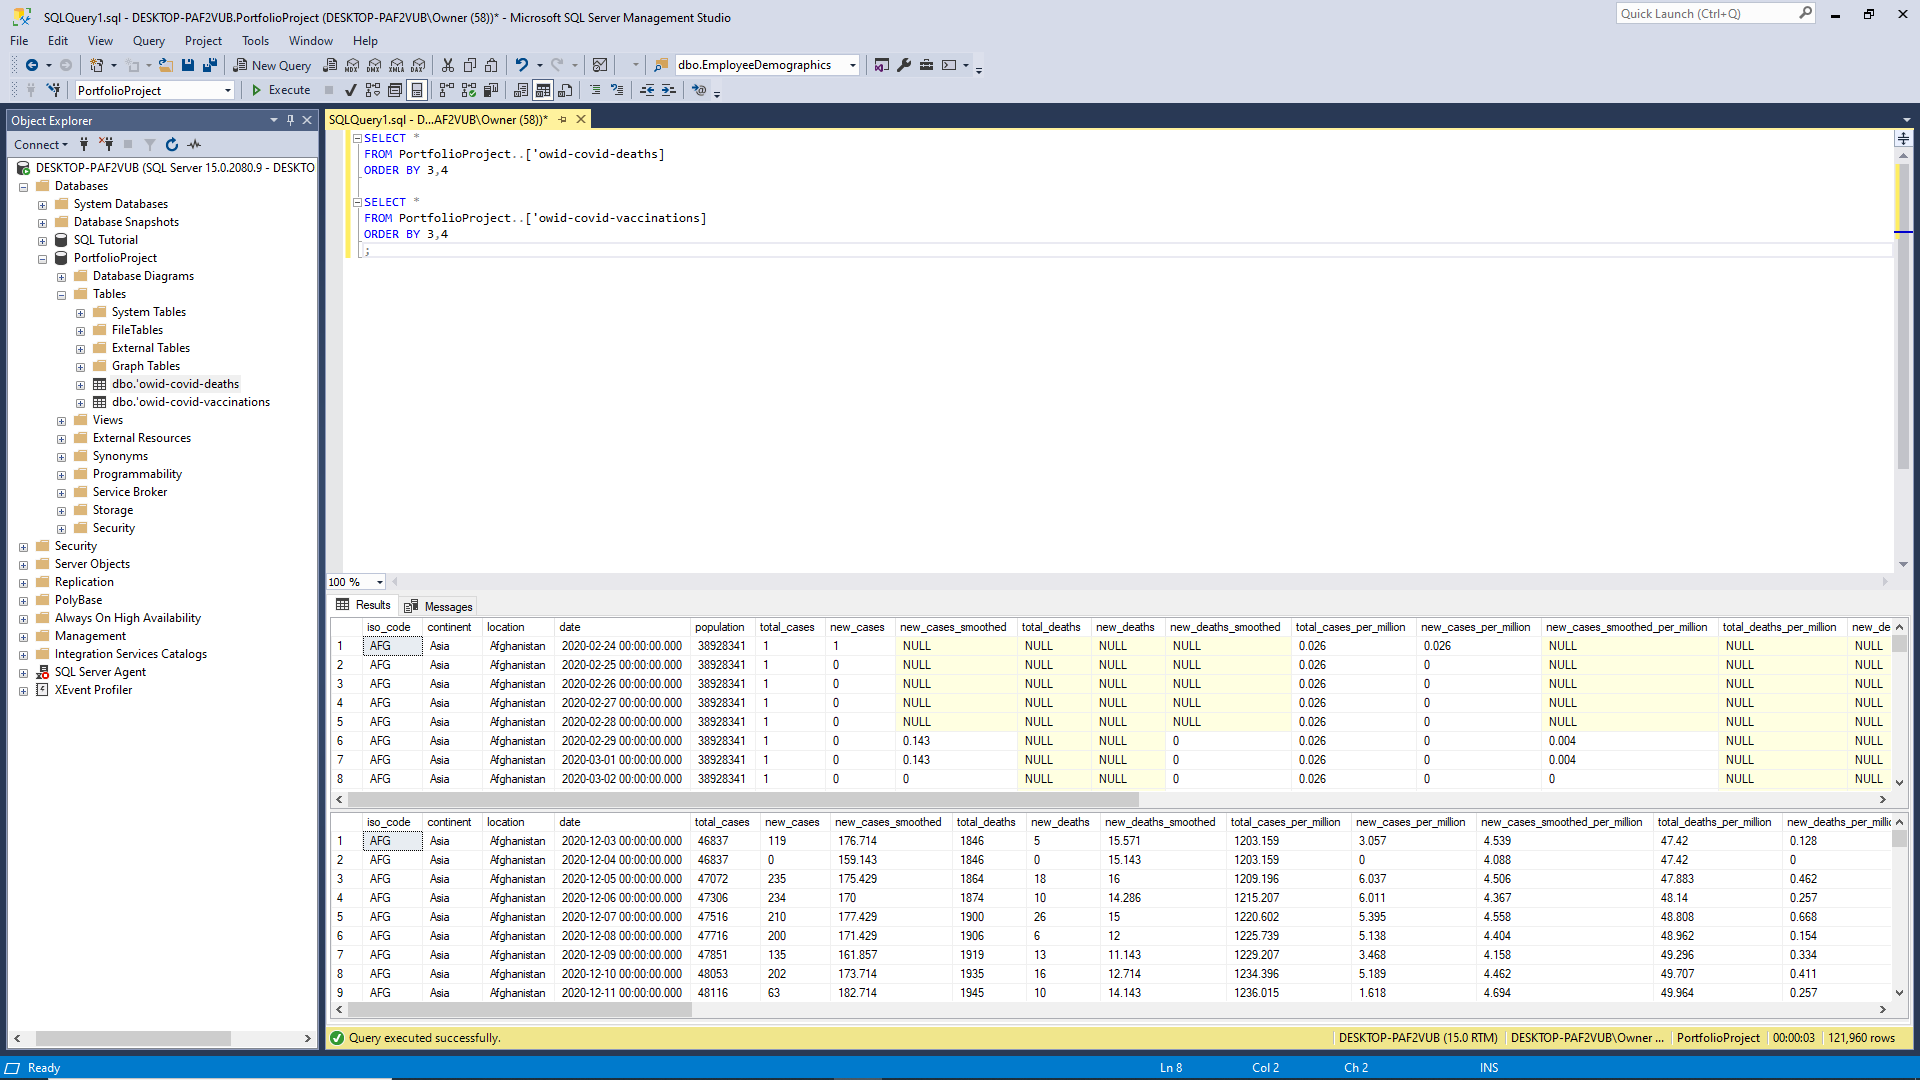 SQLQuery1.sql - DESKTOP-PAF2VUB.PortfolioProject (DESKTOP-PAF2VUB\Owner (58))* - Microsoft SQL Server Management Studio
Quick Launch (Ctrl+Q)
File Edit View Query Project Tools Window Help
New Query MDX DMX XMLA DAX dbo.EmployeeDemographics
PortfolioProject Execute
Object Explorer
Connect
DESKTOP-PAF2VUB (SQL Server 15.0.2080.9 - DESKTO
Databases
System Databases
Database Snapshots
SQL Tutorial
PortfolioProject
Database Diagrams
Tables
System Tables
FileTables
External Tables
Graph Tables
dbo.'owid-covid-deaths
dbo.'owid-covid-vaccinations
Views
External Resources
Synonyms
Programmability
Service Broker
Storage
Security
Security
Server Objects
Replication
PolyBase
Always On High Availability
Management
Integration Services Catalogs
SQL Server Agent
XEvent Profiler
SQLQuery1.sql - D...AF2VUB\Owner (58))*
SELECT *
FROM PortfolioProject..['owid-covid-deaths]
ORDER BY 3,4
SELECT *
FROM PortfolioProject..['owid-covid-vaccinations]
ORDER BY 3,4
;
100 %
Results Messages
iso_code continent location date population total_cases new_cases new_cases_smoothed total_deaths new_deaths new_deaths_smoothed total_cases_per_million new_cases_per_million new_cases_smoothed_per_million total_deaths_per_million new_de
1 AFG Asia Afghanistan 2020-02-24 00:00:00.000 38928341 1 1 NULL NULL NULL NULL 0.026 0.026 NULL NULL NULL
2 AFG Asia Afghanistan 2020-02-25 00:00:00.000 38928341 1 0 NULL NULL NULL NULL 0.026 0 NULL NULL NULL
3 AFG Asia Afghanistan 2020-02-26 00:00:00.000 38928341 1 0 NULL NULL NULL NULL 0.026 0 NULL NULL NULL
4 AFG Asia Afghanistan 2020-02-27 00:00:00.000 38928341 1 0 NULL NULL NULL NULL 0.026 0 NULL NULL NULL
5 AFG Asia Afghanistan 2020-02-28 00:00:00.000 38928341 1 0 NULL NULL NULL NULL 0.026 0 NULL NULL NULL
6 AFG Asia Afghanistan 2020-02-29 00:00:00.000 38928341 1 0 0.143 NULL NULL 0 0.026 0 0.004 NULL NULL
7 AFG Asia Afghanistan 2020-03-01 00:00:00.000 38928341 1 0 0.143 NULL NULL 0 0.026 0 0.004 NULL NULL
8 AFG Asia Afghanistan 2020-03-02 00:00:00.000 38928341 1 0 0 NULL NULL 0 0.026 0 0 NULL NULL
iso_code continent location date total_cases new_cases new_cases_smoothed total_deaths new_deaths new_deaths_smoothed total_cases_per_million new_cases_per_million new_cases_smoothed_per_million total_deaths_per_million new_deaths_per_millic
1 AFG Asia Afghanistan 2020-12-03 00:00:00.000 46837 119 176.714 1846 5 15.571 1203.159 3.057 4.539 47.42 0.128
2 AFG Asia Afghanistan 2020-12-04 00:00:00.000 46837 0 159.143 1846 0 15.143 1203.159 0 4.088 47.42 0
3 AFG Asia Afghanistan 2020-12-05 00:00:00.000 47072 235 175.429 1864 18 16 1209.196 6.037 4.506 47.883 0.462
4 AFG Asia Afghanistan 2020-12-06 00:00:00.000 47306 234 170 1874 10 14.286 1215.207 6.011 4.367 48.14 0.257
5 AFG Asia Afghanistan 2020-12-07 00:00:00.000 47516 210 177.429 1900 26 15 1220.602 5.395 4.558 48.808 0.668
6 AFG Asia Afghanistan 2020-12-08 00:00:00.000 47716 200 171.429 1906 6 12 1225.739 5.138 4.404 48.962 0.154
7 AFG Asia Afghanistan 2020-12-09 00:00:00.000 47851 135 161.857 1919 13 11.143 1229.207 3.468 4.158 49.296 0.334
8 AFG Asia Afghanistan 2020-12-10 00:00:00.000 48053 202 173.714 1935 16 12.714 1234.396 5.189 4.462 49.707 0.411
9 AFG Asia Afghanistan 2020-12-11 00:00:00.000 48116 63 182.714 1945 10 14.143 1236.015 1.618 4.694 49.964 0.257
Query executed successfully. DESKTOP-PAF2VUB (15.0 RTM) DESKTOP-PAF2VUB\Owner ... PortfolioProject 00:00:03 121,960 rows
Ready Ln 8 Col 2 Ch 2 INS